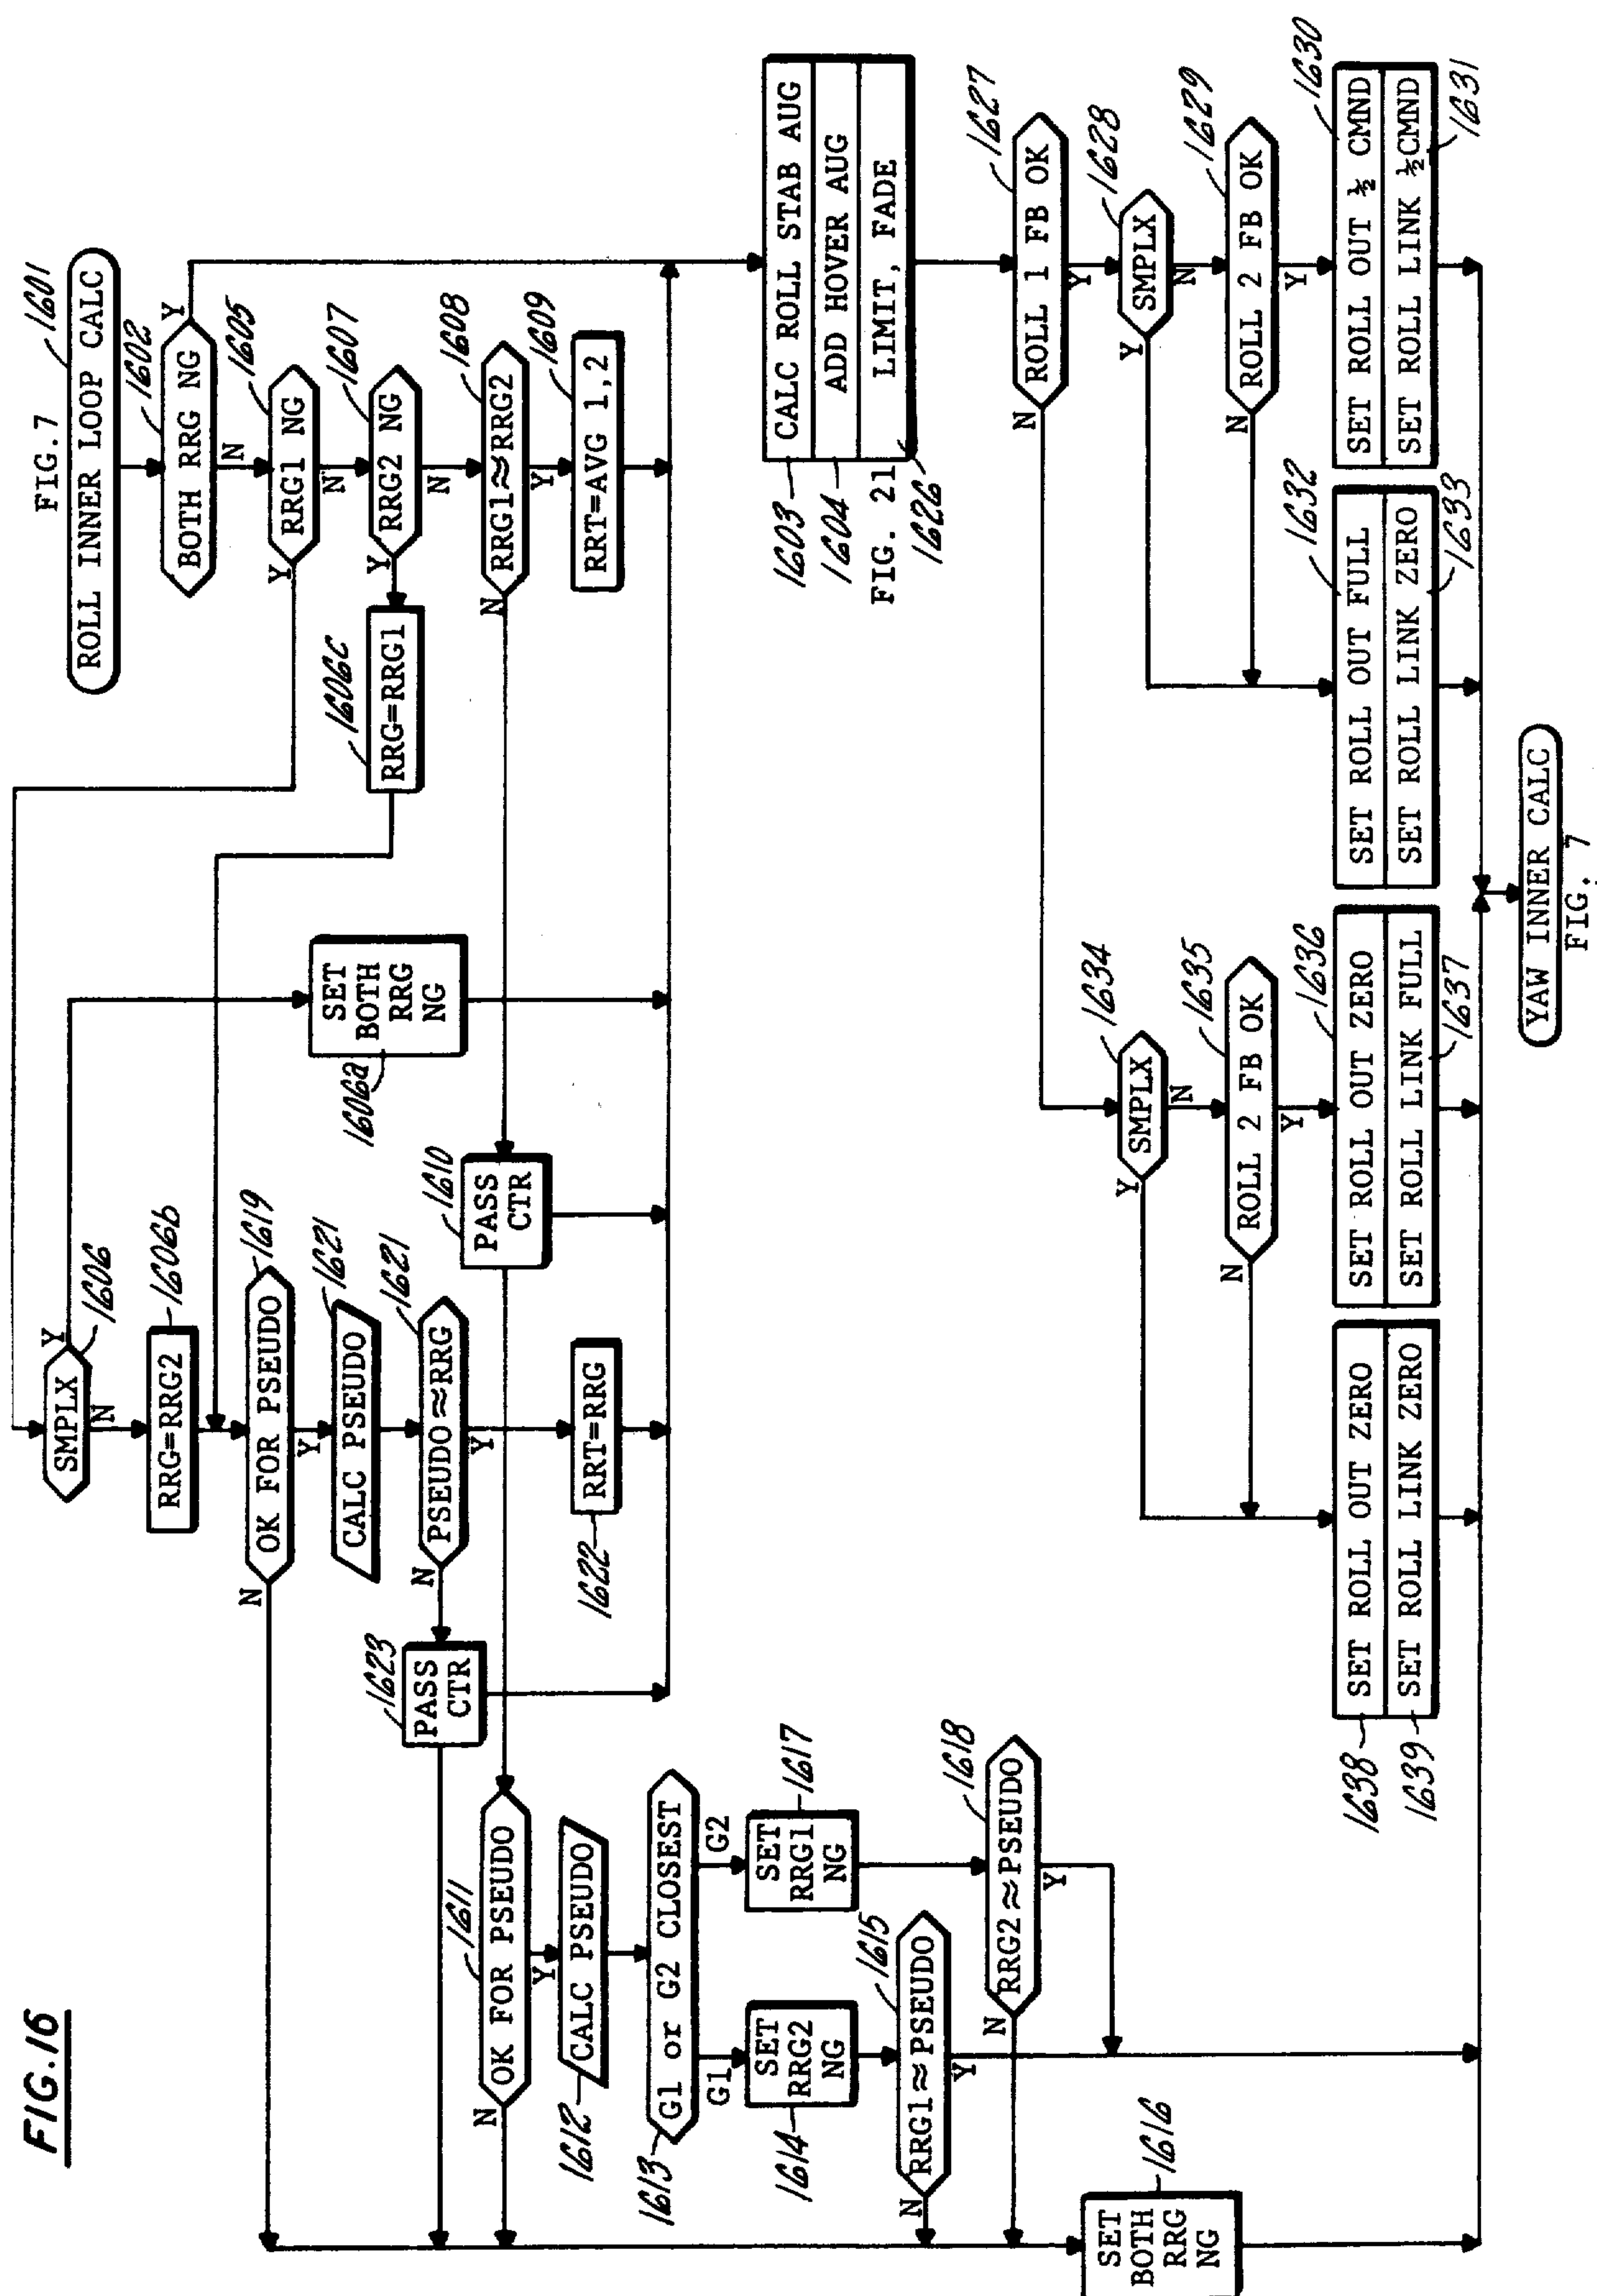 FIG.16
FIG.7
ROLL INNER LOOP CALC
1601
1602
BOTH RRG NG
Y
N
1605
RRG1 NG
Y
N
1607
RRG2 NG
Y
N
1606c
RRG=RRG1
1608
RRG1≈RRG2
N
Y
1609
RRT=AVG 1,2
SMPLX
1606
Y
N
1606b
RRG=RRG2
SET
BOTH
RRG
NG
1606a
1619
OK FOR PSEUDO
N
Y
1621
CALC PSEUDO
1621
PSEUDO≈RRG
N
Y
1622
RRT=RRG
1623
PASS
CTR
1610
PASS
CTR
1611
OK FOR PSEUDO
N
Y
1612
CALC PSEUDO
1613
G1 or G2 CLOSEST
G1
G2
1614
SET
RRG2
NG
1617
SET
RRG1
NG
1615
RRG1≈PSEUDO
N
Y
1618
RRG2≈PSEUDO
N
Y
1616
SET
BOTH
RRG
NG
1603
CALC ROLL STAB AUG
1604
ADD HOVER AUG
FIG. 21
LIMIT, FADE
1626
1627
ROLL 1 FB OK
N
Y
1628
SMPLX
Y
N
1629
ROLL 2 FB OK
N
Y
1630
SET ROLL OUT ½ CMND
SET ROLL LINK ½CMND
1631
1632
SET ROLL OUT FULL
SET ROLL LINK ZERO
1633
1634
SMPLX
Y
N
1635
ROLL 2 FB OK
N
Y
1636
SET ROLL OUT ZERO
SET ROLL LINK FULL
1637
SET ROLL OUT ZERO
SET ROLL LINK ZERO
1638
1639
YAW INNER CALC
FIG. 7